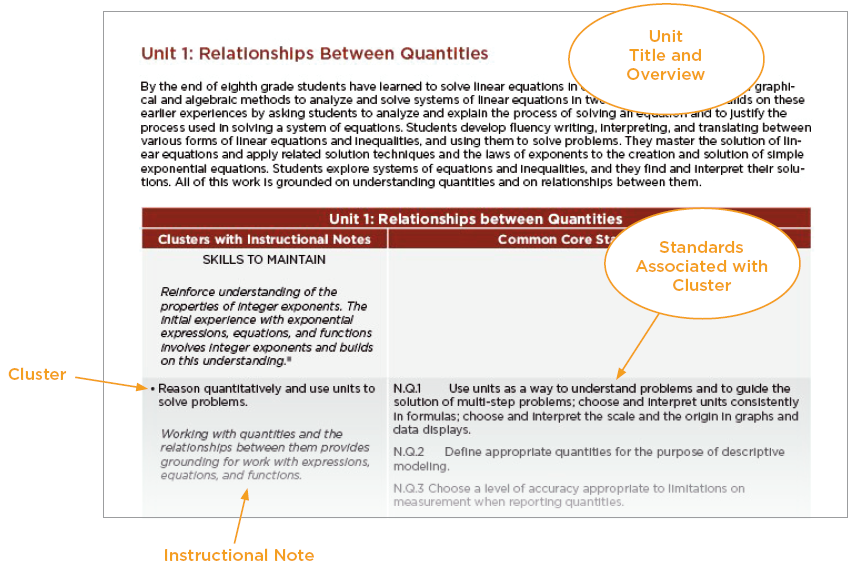 Unit 1: Relationships Between Quantities
Unit
Title and
Overview
By the end of eighth grade students have learned to solve linear equations in graphi-
cal and algebraic methods to analyze and solve systems of linear equations in on these
earlier experiences by asking students to analyze and explain the process of solving an equation and to justify the
process used in solving a system of equations. Students develop fluency writing, interpreting, and translating between
various forms of linear equations and inequalities, and using them to solve problems. They master the solution of lin-
ear equations and apply related solution techniques and the laws of exponents to the creation and solution of simple
exponential equations. Students explore systems of equations and inequalities, and they find and interpret their solu-
tions. All of this work is grounded on understanding quantities and on relationships between them.
Unit 1: Relationships between Quantities
Clusters with Instructional Notes
Common Core
Standards
Associated with
Cluster
SKILLS TO MAINTAIN
Reinforce understanding of the
properties of integer exponents. The
initial experience with exponential
expressions, equations, and functions
involves integer exponents and builds
on this understanding.*
Cluster
• Reason quantitatively and use units to
solve problems.
Working with quantities and the
relationships between them provides
grounding for work with expressions,
equations, and functions.
N.Q.1 Use units as a way to understand problems and to guide the
solution of multi-step problems; choose and interpret units consistently
in formulas; choose and interpret the scale and the origin in graphs and
data displays.
N.Q.2 Define appropriate quantities for the purpose of descriptive
modeling.
N.Q.3 Choose a level of accuracy appropriate to limitations on
measurement when reporting quantities.
Instructional Note